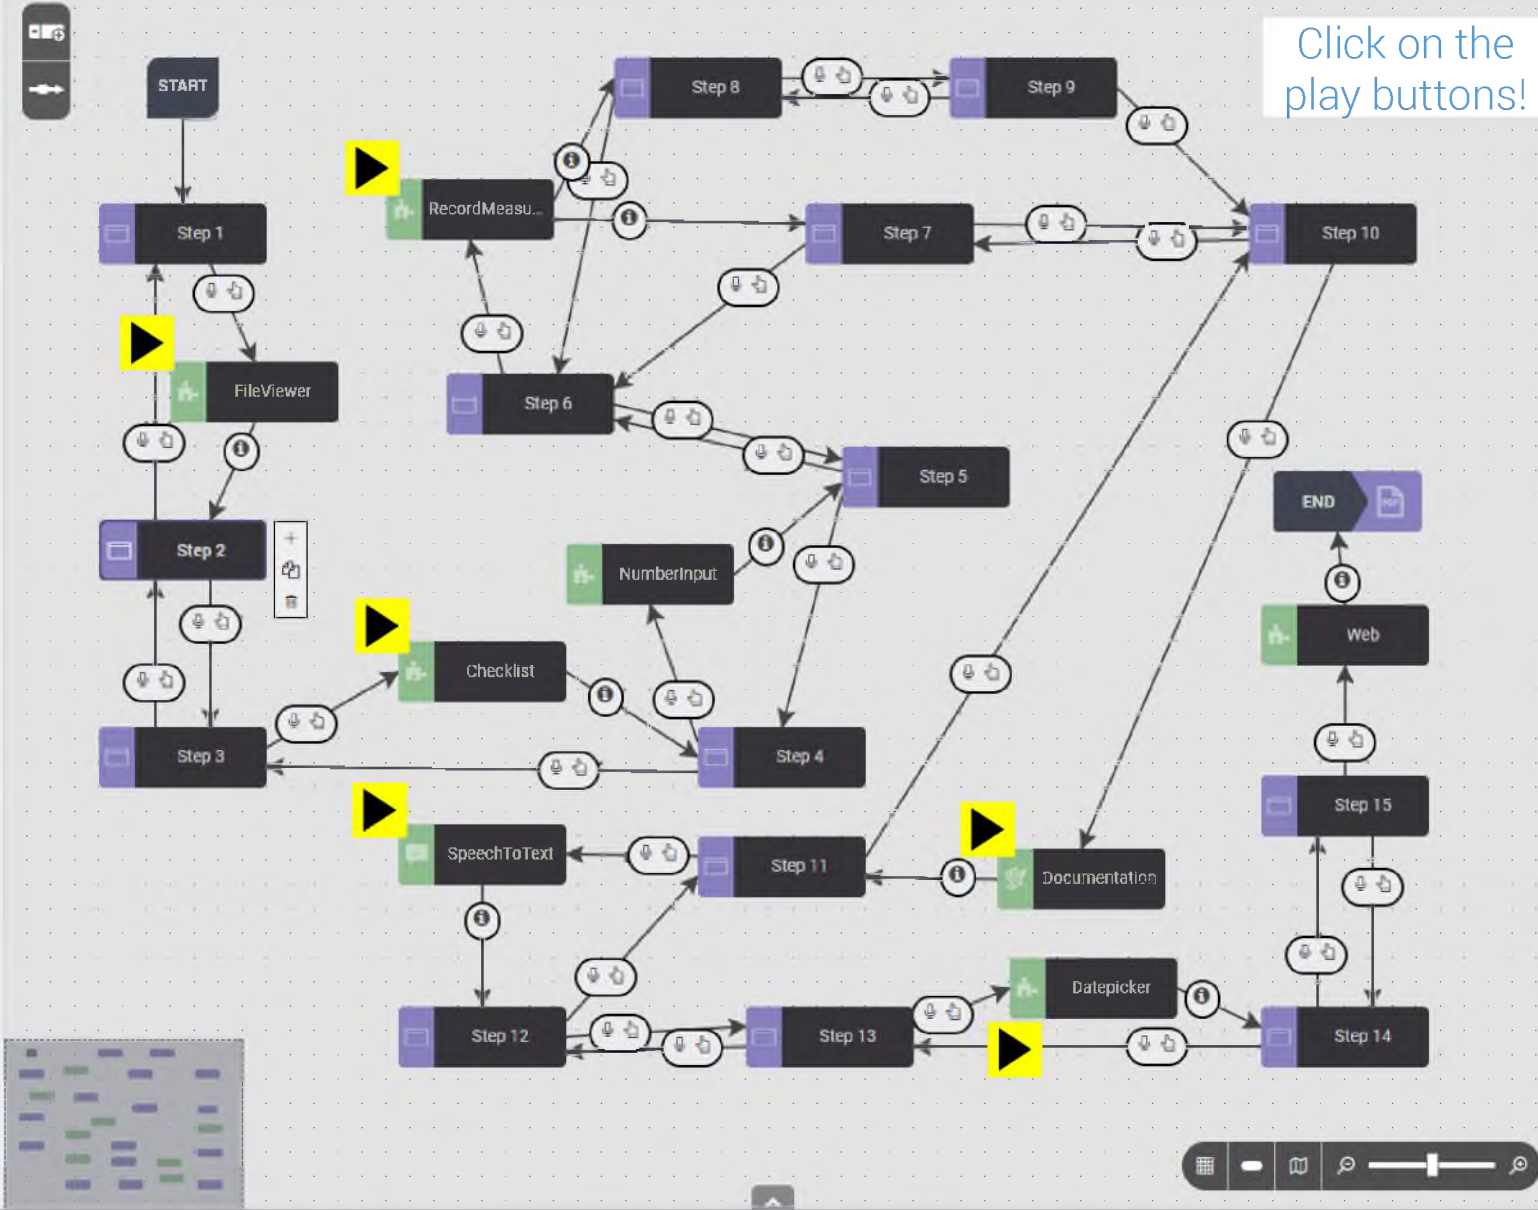 Click on the
play buttons!
START
Step 8
Step 9
RecordMeasu...
Step 1
Step 7
Step 10
FileViewer
Step 6
Step 5
END
PDF
Step 2
NumberInput
Web
Checklist
Step 3
Step 4
Step 15
SpeechToText
Step 11
Documentation
Datepicker
Step 12
Step 13
Step 14